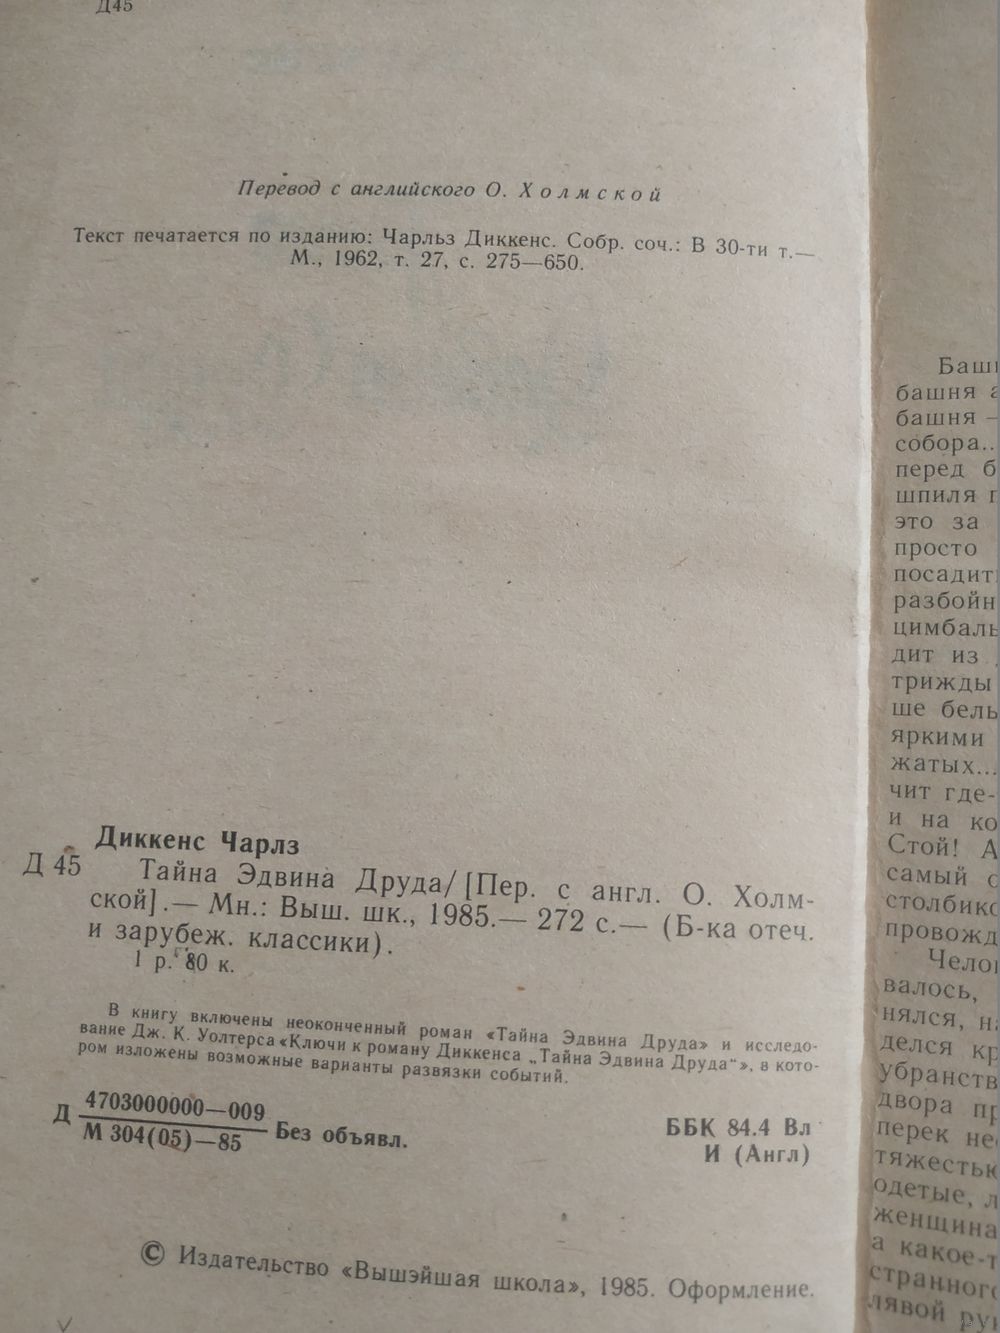 Д45
Перевод с английского О. Холмской
Текст печатается по изданию: Чарльз Диккенс. Собр. соч.: В 30-ти т.—
М., 1962, т. 27, с. 275—650.
Диккенс Чарлз
Д 45 Тайна Эдвина Друда/[Пер. с англ. О. Холм-
ской].— Мн.: Выш. шк., 1985.— 272 с.— (Б-ка отеч.
и зарубеж. классики).
1 р. 80 к.
В книгу включены неоконченный роман «Тайна Эдвина Друда» и исследо-
вание Дж. К. Уолтерса «Ключи к роману Диккенса „Тайна Эдвина Друда“», в кото-
ром изложены возможные варианты развязки событий.
Д 4703000000—009
М 304(05)—85
Без объявл.
ББК 84.4 Вл
И (Англ)
© Издательство «Вышэйшая школа», 1985. Оформление.
башня
башня —
собора..
перед
шпиля
это за
просто
цимбаль
дит из
трижды
ше
яркими
жатых...
чит где-
и на
Стой! А
самый
столбико
провожд
валось,
нялся,
делся
убранств
двора
перек
тяжестью
одетые,
женщина
а какое-т
странного